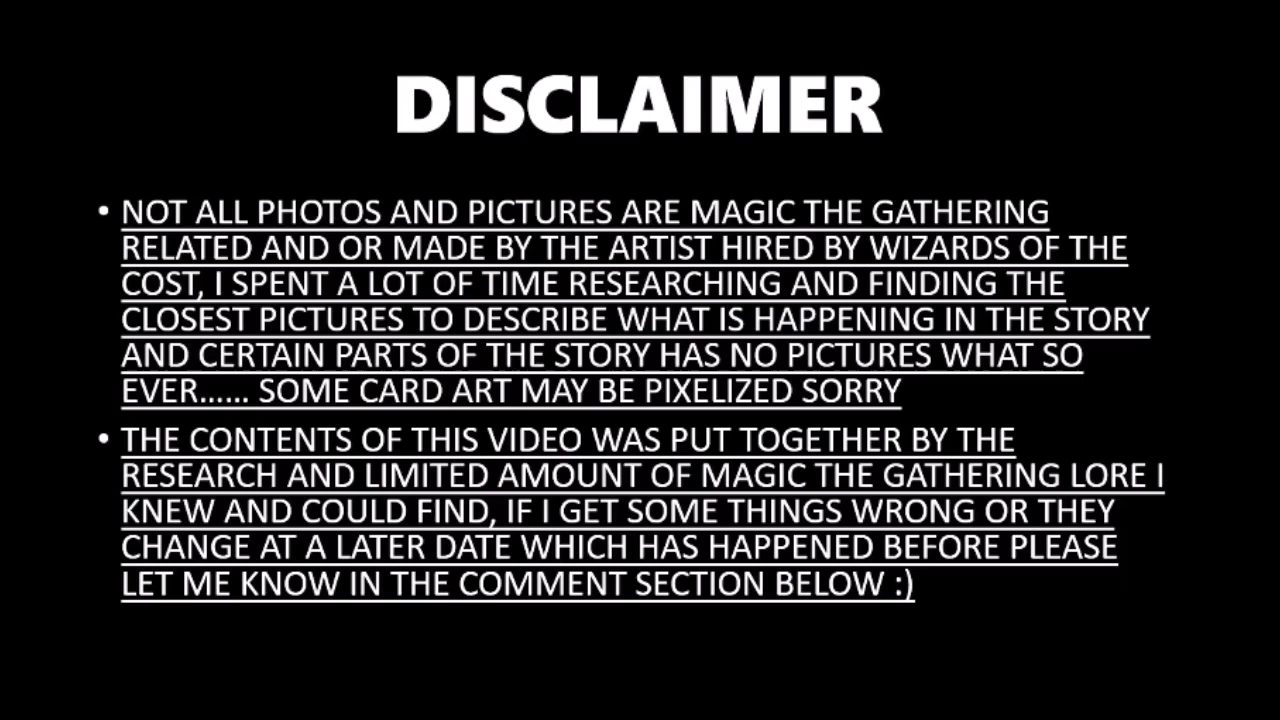 DISCLAIMER
• NOT ALL PHOTOS AND PICTURES ARE MAGIC THE GATHERING
RELATED AND OR MADE BY THE ARTIST HIRED BY WIZARDS OF THE
COST, I SPENT A LOT OF TIME RESEARCHING AND FINDING THE
CLOSEST PICTURES TO DESCRIBE WHAT IS HAPPENING IN THE STORY
AND CERTAIN PARTS OF THE STORY HAS NO PICTURES WHAT SO
EVER...... SOME CARD ART MAY BE PIXELIZED SORRY
• THE CONTENTS OF THIS VIDEO WAS PUT TOGETHER BY THE
RESEARCH AND LIMITED AMOUNT OF MAGIC THE GATHERING LORE I
KNEW AND COULD FIND, IF I GET SOME THINGS WRONG OR THEY
CHANGE AT A LATER DATE WHICH HAS HAPPENED BEFORE PLEASE
LET ME KNOW IN THE COMMENT SECTION BELOW :)